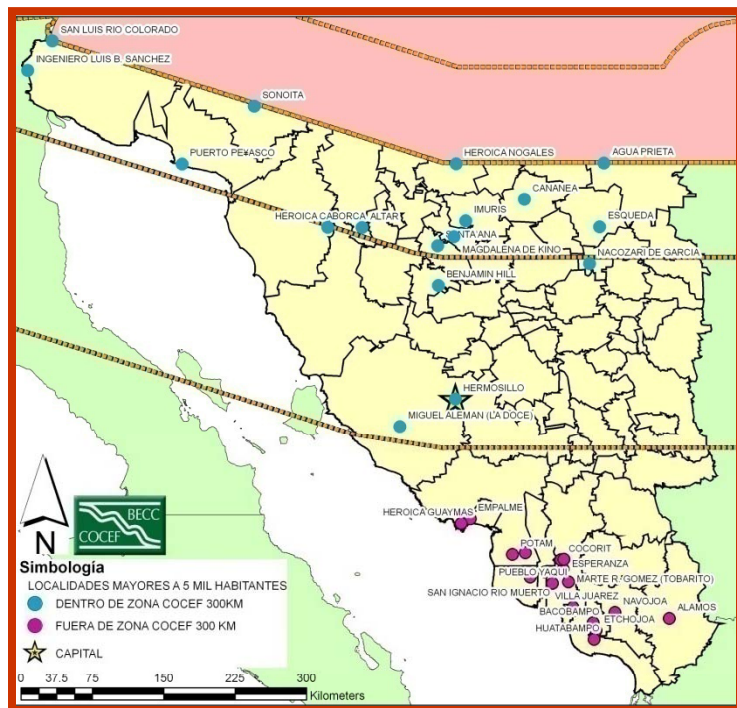 SAN LUIS RIO COLORADO
INGENIERO LUIS B. SANCHEZ
SONOITA
PUERTO PE¥ASCO
HEROICA NOGALES
AGUA PRIETA
CANANEA
IMURIS
ESQUEDA
HEROICA CABORCA
ALTAR
SANTA ANA
MAGDALENA DE KINO
NACOZARI DE GARCIA
BENJAMIN HILL
HERMOSILLO
MIGUEL ALEMAN (LA DOCE)
HEROICA GUAYMAS
EMPALME
POTAM
COCORIT
ESPERANZA
PUEBLO YAQUI
MARTE R. GOMEZ (TOBARITO)
SAN IGNACIO RIO MUERTO
VILLA JUAREZ
BACOBAMPO
NAVOJOA
ALAMOS
ETCHOJOA
HUATABAMPO
N
BECC
COCEF
Simbología
LOCALIDADES MAYORES A 5 MIL HABITANTES
DENTRO DE ZONA COCEF 300KM
FUERA DE ZONA COCEF 300 KM
CAPITAL
0 37.5 75 150 225 300
Kilometers